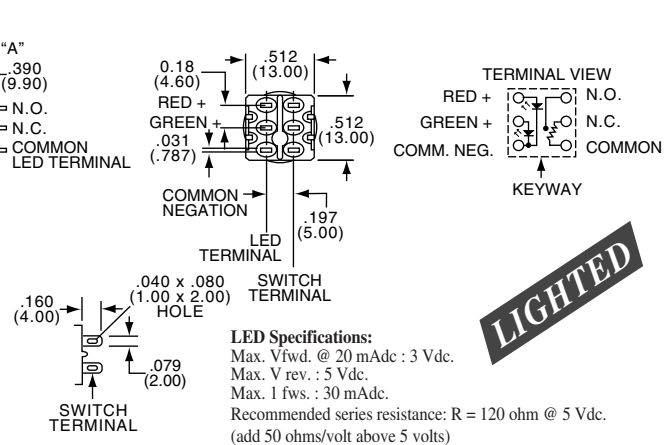 “A”
.390
(9.90)
N.O.
N.C.
COMMON
LED TERMINAL
0.18
(4.60)
RED +
GREEN +
.031
(.787)
COMMON
NEGATION
.512
(13.00)
.512
(13.00)
.197
(5.00)
LED
TERMINAL
SWITCH
TERMINAL
TERMINAL VIEW
RED +
N.O.
GREEN +
N.C.
COMM. NEG.
COMMON
KEYWAY
LIGHTED
.160
(4.00)
.040 x .080
(1.00 x 2.00)
HOLE
.079
(2.00)
SWITCH
TERMINAL
LED Specifications:
Max. Vfwd. @ 20 mAdc : 3 Vdc.
Max. V rev. : 5 Vdc.
Max. 1 fws. : 30 mAdc.
Recommended series resistance: R = 120 ohm @ 5 Vdc.
(add 50 ohms/volt above 5 volts)